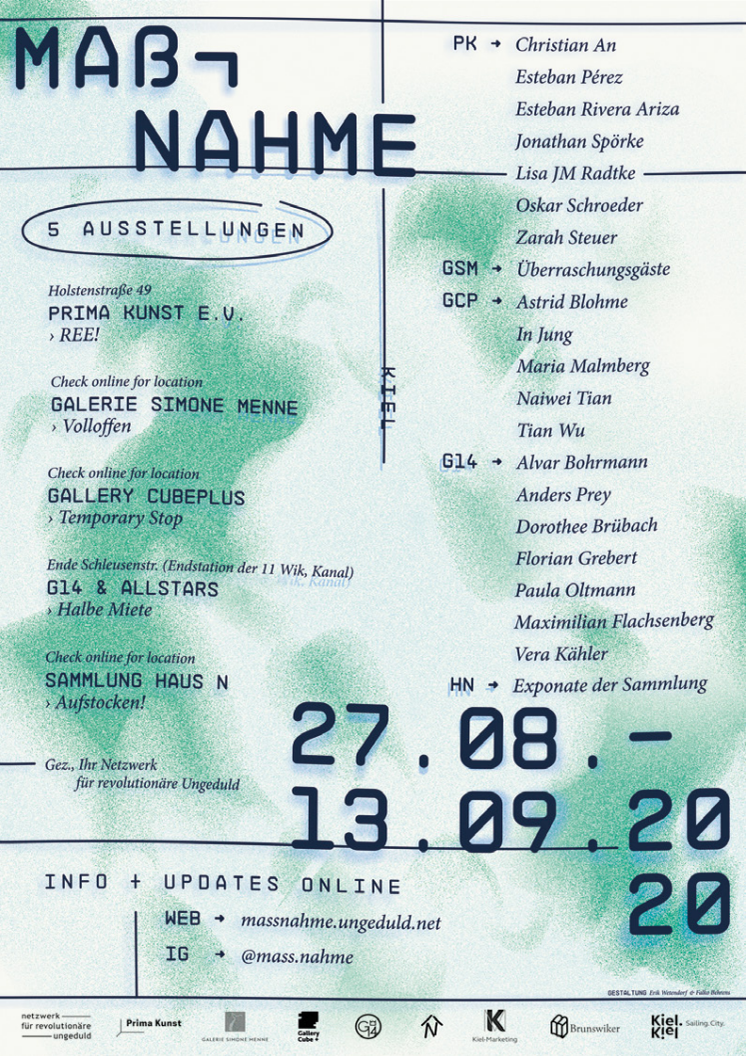 MAß¬
NAHME
5 AUSSTELLUNGEN
Holstenstraße 49
PRIMA KUNST E.V.
› REE!
Check online for location
GALERIE SIMONE MENNE
› Volloffen
Check online for location
GALLERY CUBEPLUS
› Temporary Stop
Ende Schleusenstr. (Endstation der 11 Wik, Kanal)
G14 & ALLSTARS
› Halbe Miete
Check online for location
SAMMLUNG HAUS N
› Aufstocken!
Gez., Ihr Netzwerk
für revolutionäre Ungeduld
KIEL
PK → Christian An
Esteban Pérez
Esteban Rivera Ariza
Jonathan Spörke
Lisa JM Radtke
Oskar Schroeder
Zarah Steuer
GSM → Überraschungsgäste
GCP → Astrid Blohme
In Jung
Maria Malmberg
Naiwei Tian
Tian Wu
G14 → Alvar Bohrmann
Anders Prey
Dorothee Brübach
Florian Grebert
Paula Oltmann
Maximilian Flachsenberg
Vera Kähler
HN → Exponate der Sammlung
27.08.–
13.09.20
20
INFO + UPDATES ONLINE
WEB → massnahme.ungeduld.net
IG → @mass.nahme
GESTALTUNG Erik Wetendorf & Falko Behrens
netzwerk
für revolutionäre
ungeduld
Prima Kunst
GALERIE SIMONE MENNE
Gallery
Cube +
G14
N
K
Kiel-Marketing
Brunswiker
Kiel. Sailing. City.
Kiel